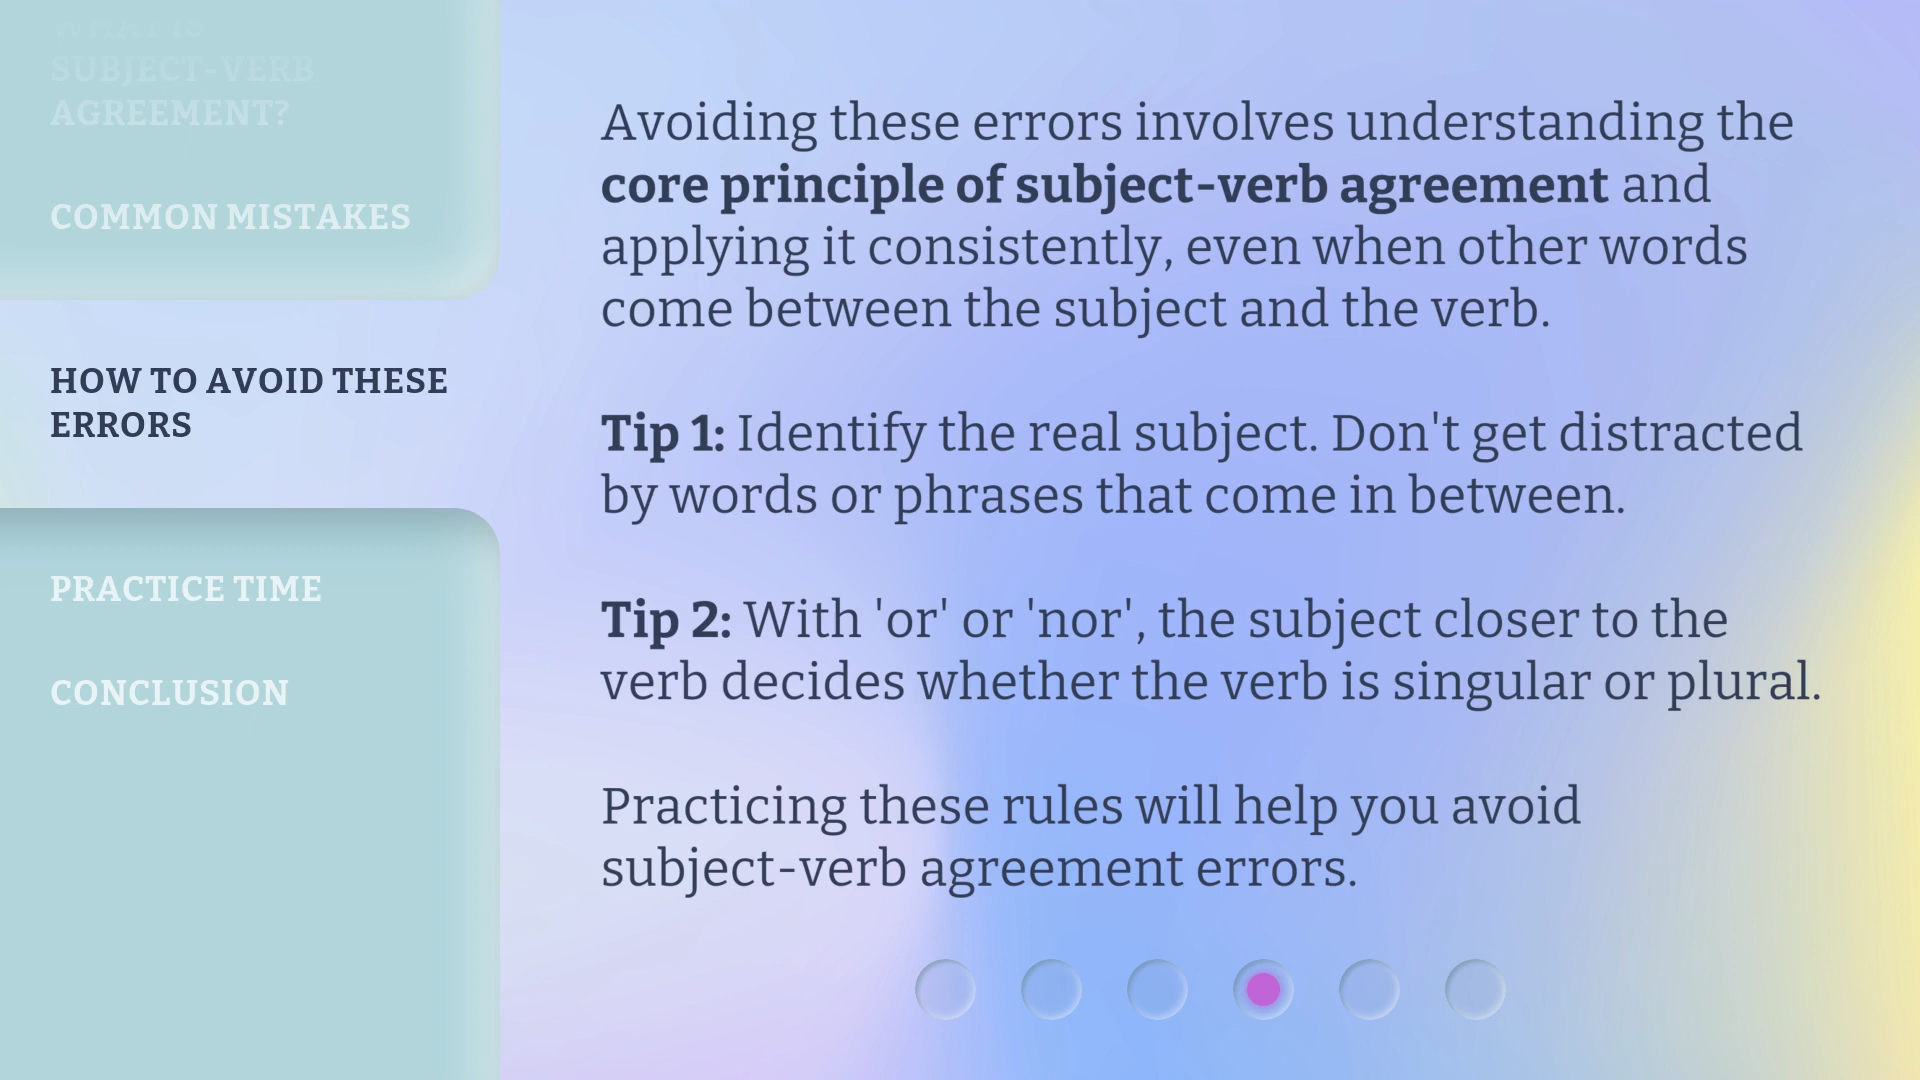 WHAT IS
SUBJECT-VERB
AGREEMENT?
COMMON MISTAKES
HOW TO AVOID THESE
ERRORS
PRACTICE TIME
CONCLUSION
Avoiding these errors involves understanding the
core principle of subject-verb agreement and
applying it consistently, even when other words
come between the subject and the verb.
Tip 1: Identify the real subject. Don't get distracted
by words or phrases that come in between.
Tip 2: With 'or' or 'nor', the subject closer to the
verb decides whether the verb is singular or plural.
Practicing these rules will help you avoid
subject-verb agreement errors.